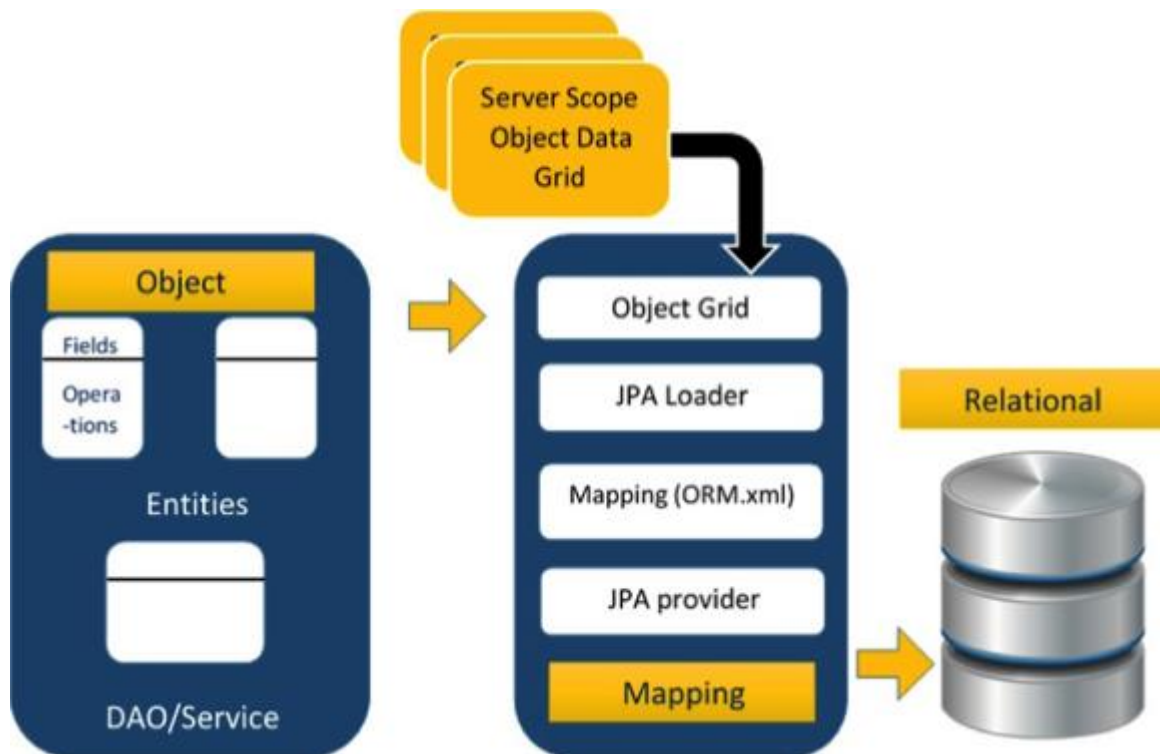 Server Scope
Object Data
Grid
Object
Fields
Opera
-tions
Entities
DAO/Service
Object Grid
JPA Loader
Mapping (ORM.xml)
JPA provider
Mapping
Relational